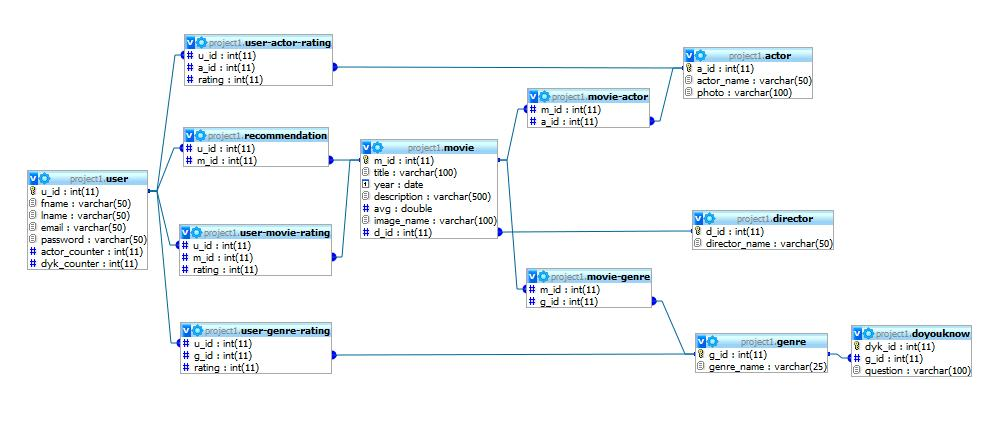 project1.user-actor-rating
u_id : int(11)
a_id : int(11)
rating : int(11)
project1.actor
a_id : int(11)
actor_name : varchar(50)
photo : varchar(100)
project1.movie-actor
m_id : int(11)
a_id : int(11)
project1.recommendation
u_id : int(11)
m_id : int(11)
project1.movie
m_id : int(11)
title : varchar(100)
year : date
description : varchar(500)
avg : double
image_name : varchar(100)
d_id : int(11)
project1.user
u_id : int(11)
fname : varchar(50)
lname : varchar(50)
email : varchar(50)
password : varchar(50)
actor_counter : int(11)
dyk_counter : int(11)
project1.user-movie-rating
u_id : int(11)
m_id : int(11)
rating : int(11)
project1.director
d_id : int(11)
director_name : varchar(50)
project1.movie-genre
m_id : int(11)
g_id : int(11)
project1.user-genre-rating
u_id : int(11)
g_id : int(11)
rating : int(11)
project1.genre
g_id : int(11)
genre_name : varchar(25)
project1.doyouknow
dyk_id : int(11)
g_id : int(11)
question : varchar(100)